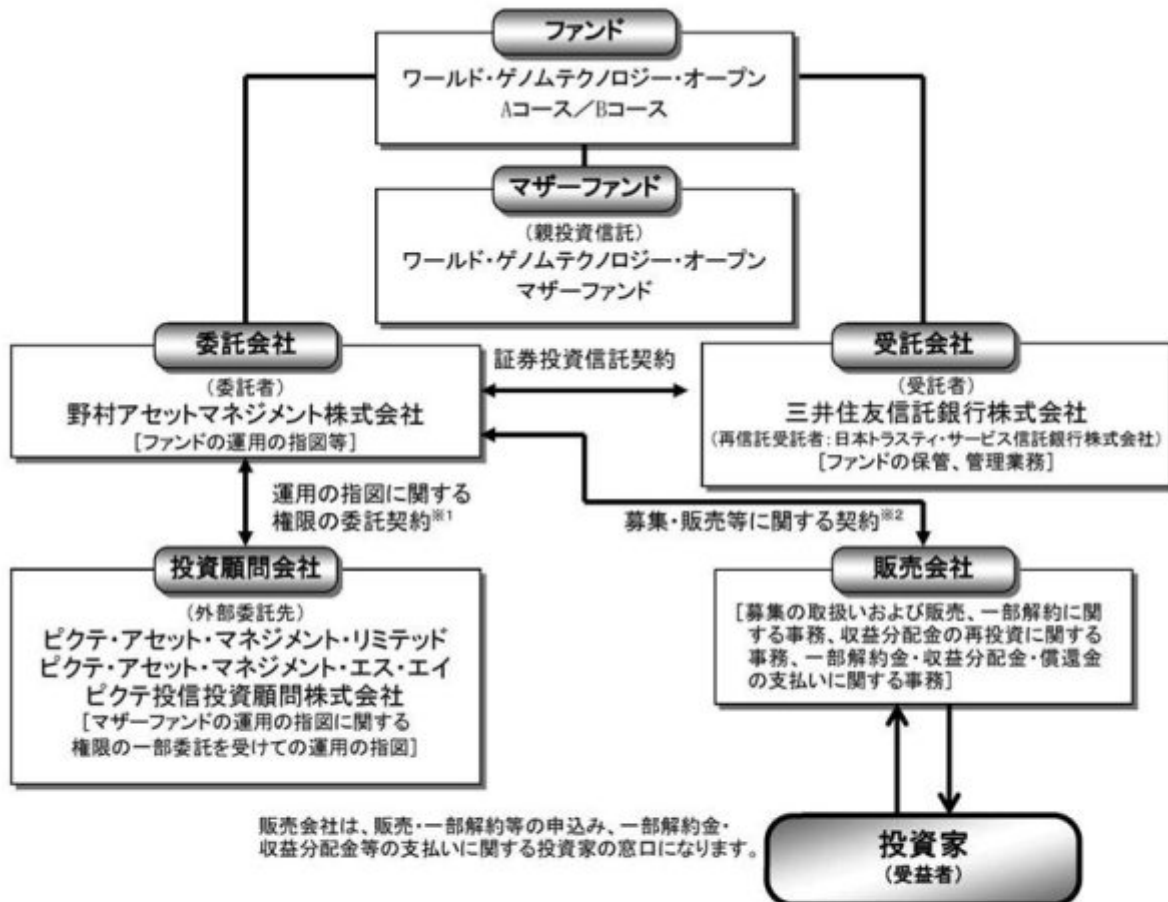 ファンド
ワールド・ゲノムテクノロジー・オープン
Aコース／Bコース
マザーファンド
（親投資信託）
ワールド・ゲノムテクノロジー・オープン
マザーファンド
委託会社
（委託者）
野村アセットマネジメント株式会社
［ファンドの運用の指図等］
証券投資信託契約
受託会社
（受託者）
三井住友信託銀行株式会社
（再信託受託者：日本トラスティ・サービス信託銀行株式会社）
［ファンドの保管、管理業務］
運用の指図に関する
権限の委託契約※1
募集・販売等に関する契約※2
投資顧問会社
（外部委託先）
ピクテ・アセット・マネジメント・リミテッド
ピクテ・アセット・マネジメント・エス・エイ
ピクテ投信投資顧問株式会社
［マザーファンドの運用の指図に関する
権限の一部委託を受けての運用の指図］
販売会社
［募集の取扱いおよび販売、一部解約に関
する事務、収益分配金の再投資に関する
事務、一部解約金・収益分配金・償還金
の支払いに関する事務］
販売会社は、販売・一部解約等の申込み、一部解約金・
収益分配金等の支払いに関する投資家の窓口になります。
投資家
（受益者）